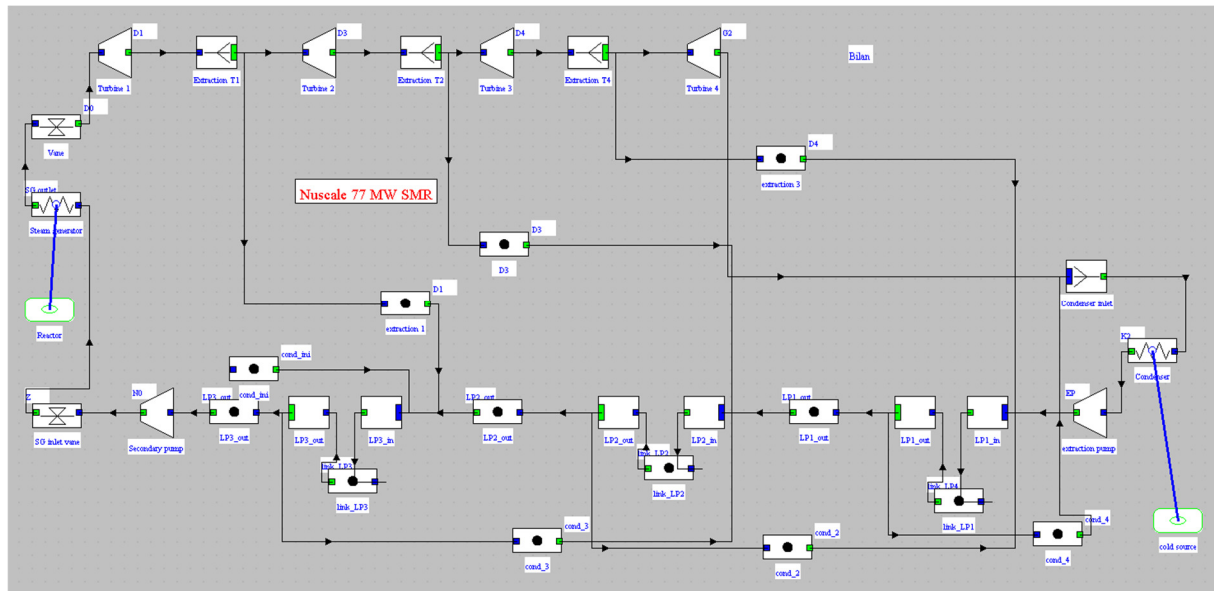 D1
D3
D4
G2
Bilan
Turbine 1
Extraction T1
Turbine 2
Extraction T2
Turbine 3
Extraction T4
Turbine 4
D0
Vane
D4
extraction 3
SG outlet
Nuscale 77 MW SMR
Steam generator
D3
D3
D1
Condenser inlet
extraction 1
Reactor
K2
cond_ini
Condenser
cond_ini
Z
N0
LP3_out
LP2_out
LP1_out
EP
SG inlet vane
Secondary pump
LP3_out
LP3_out
LP3_in
LP2_out
LP2_out
LP2_in
LP1_out
LP1_out
LP1_in
extraction pump
link_LP3
link_LP2
link_LP4
link_LP3
link_LP2
link_LP1
cond_3
cond_2
cond_4
cold source
cond_3
cond_2
cond_4